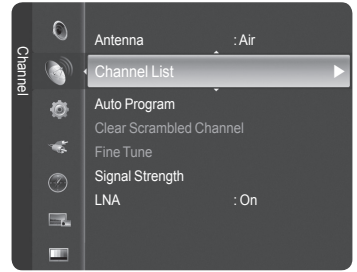 Channel
Antenna : Air
Channel List
Auto Program
Clear Scrambled Channel
Fine Tune
Signal Strength
LNA : On